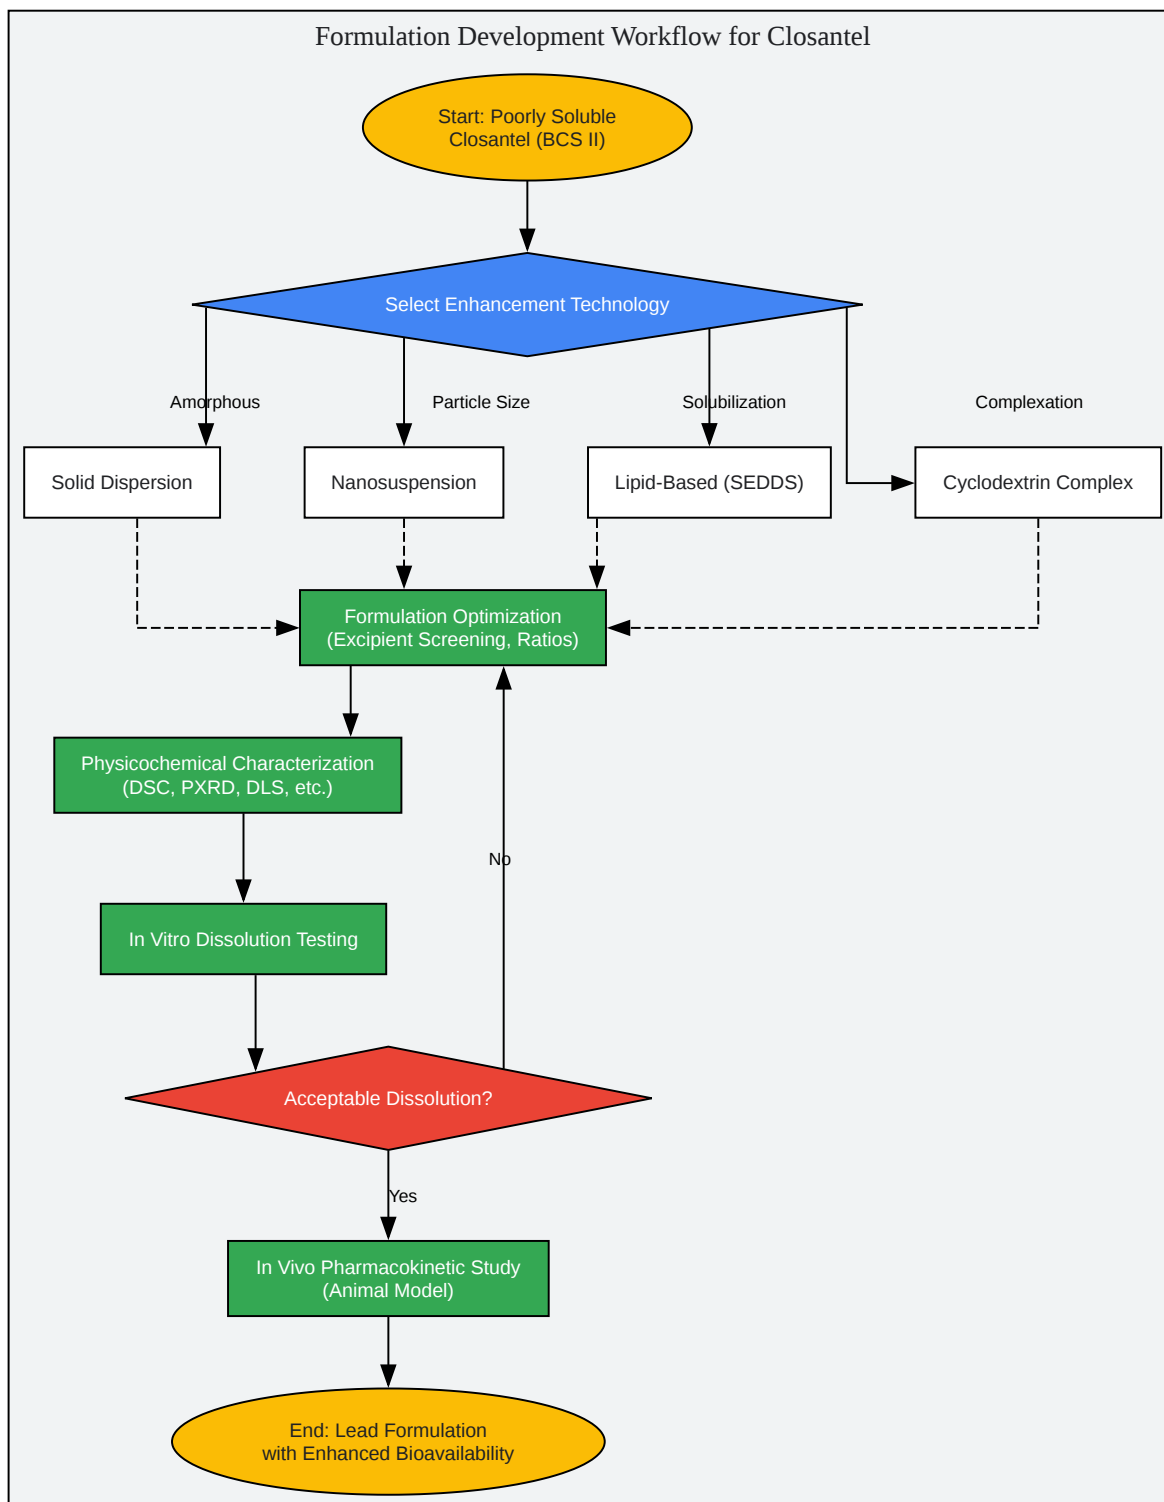 Formulation Development Workflow for Closantel
Start: Poorly Soluble
Closantel (BCS II)
Select Enhancement Technology
Amorphous
Particle Size
Solubilization
Complexation
Solid Dispersion
Nanosuspension
Lipid-Based (SEDDS)
Cyclodextrin Complex
Formulation Optimization
(Excipient Screening, Ratios)
Physicochemical Characterization
(DSC, PXRD, DLS, etc.)
No
In Vitro Dissolution Testing
Acceptable Dissolution?
Yes
In Vivo Pharmacokinetic Study
(Animal Model)
End: Lead Formulation
with Enhanced Bioavailability